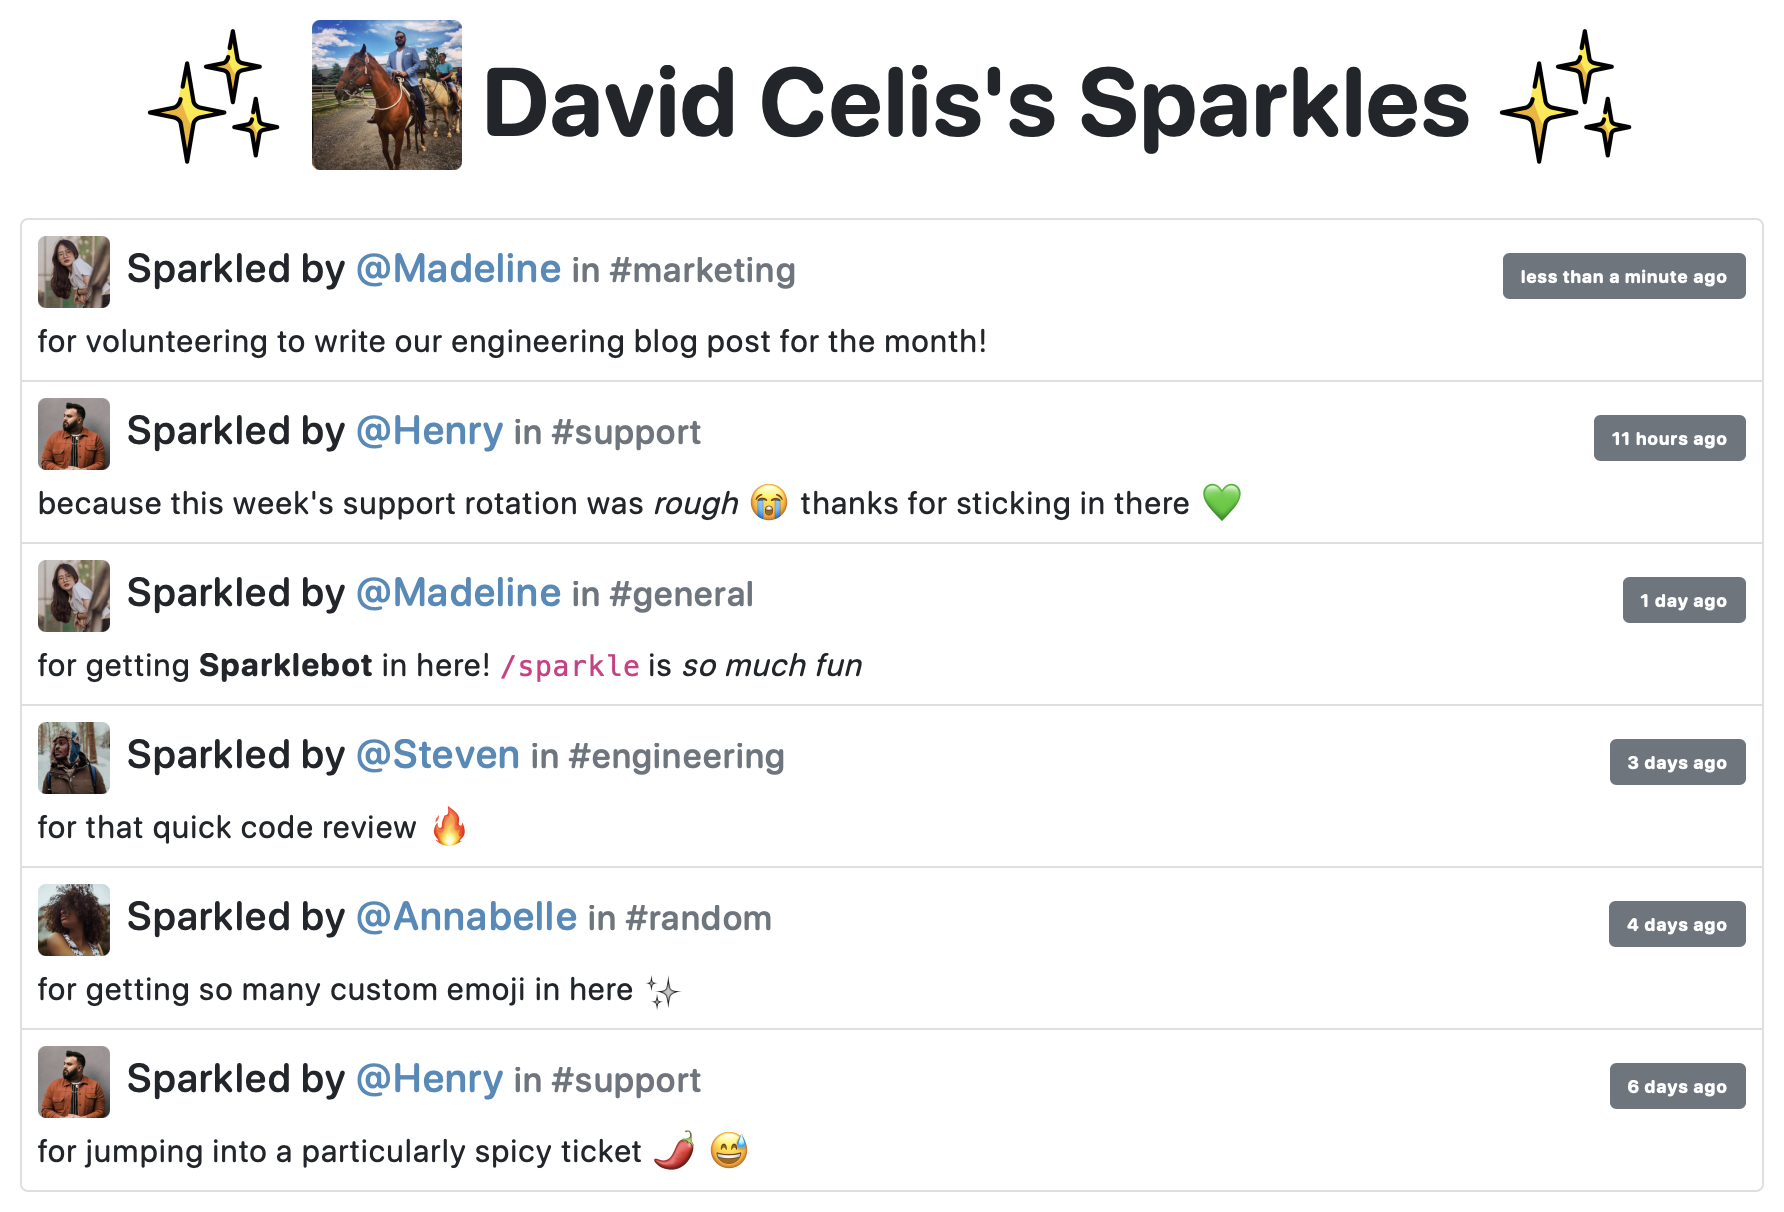 ✨ David Celis's Sparkles ✨
Sparkled by @Madeline in #marketing less than a minute ago
for volunteering to write our engineering blog post for the month!
Sparkled by @Henry in #support 11 hours ago
because this week's support rotation was rough 😭 thanks for sticking in there 💚
Sparkled by @Madeline in #general 1 day ago
for getting Sparklebot in here! /sparkle is so much fun
Sparkled by @Steven in #engineering 3 days ago
for that quick code review 🔥
Sparkled by @Annabelle in #random 4 days ago
for getting so many custom emoji in here ✨
Sparkled by @Henry in #support 6 days ago
for jumping into a particularly spicy ticket 🌶️ 😅